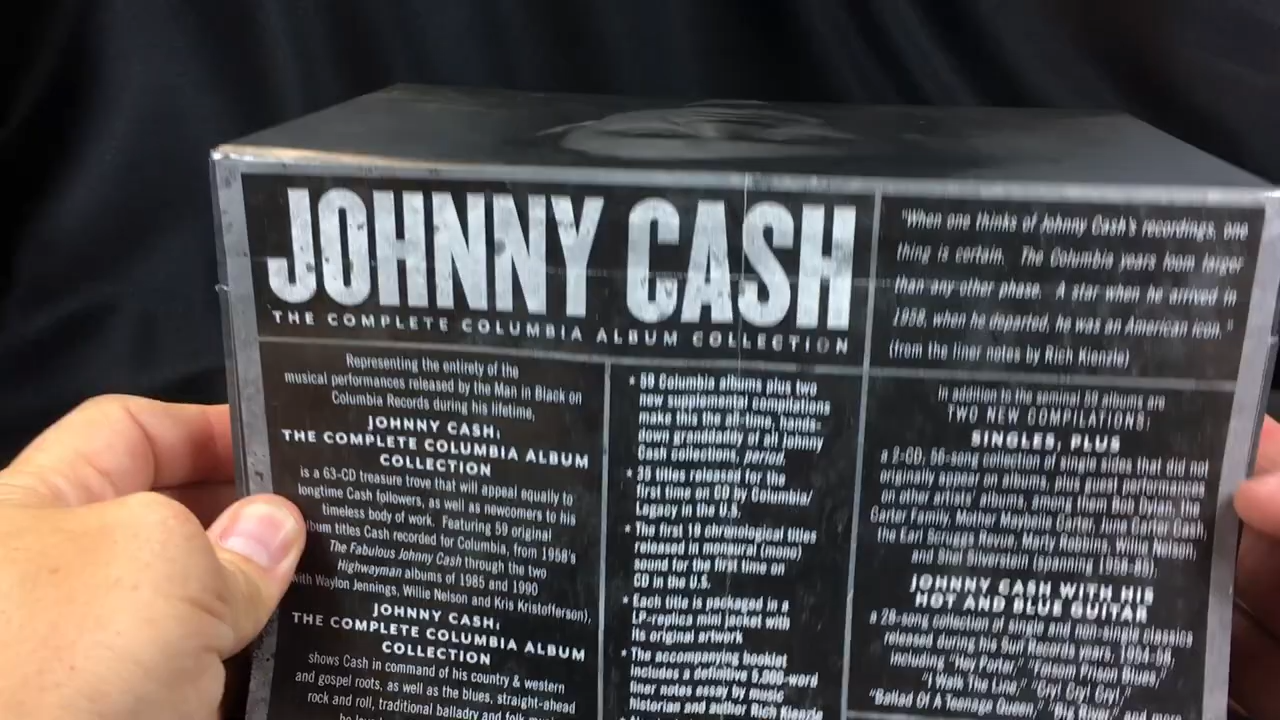 JOHNNY CASH
THE COMPLETE COLUMBIA ALBUM COLLECTION
"When one thinks of Johnny Cash's recordings, one
thing is certain. The Columbia years loom larger
than any other phase. A star when he arrived in
1958, when he departed, he was an American icon."
(from the liner notes by Rich Kienzle)
Representing the entirety of the
musical performances released by the Man in Black on
Columbia Records during his lifetime,
JOHNNY CASH:
THE COMPLETE COLUMBIA ALBUM
COLLECTION
is a 63-CD treasure trove that will appeal equally to
longtime Cash followers, as well as newcomers to his
timeless body of work. Featuring 59 original
lbum titles Cash recorded for Columbia, from 1958's
The Fabulous Johnny Cash through the two
Highwayman albums of 1985 and 1990
with Waylon Jennings, Willie Nelson and Kris Kristofferson),
JOHNNY CASH:
THE COMPLETE COLUMBIA ALBUM
COLLECTION
shows Cash in command of his country & western
and gospel roots, as well as the blues, straight-ahead
rock and roll, traditional balladry and folk
* 59 Columbia albums plus two
new supplemental compilations
make this the all-time, hands-
down granddaddy of all Johnny
Cash collections, period.
* 35 titles released for the
first time on CD by Columbia/
Legacy in the U.S.
* The first 19 chronological titles
released in monaural (mono)
sound for the first time on
CD in the U.S.
* Each title is packaged in a
LP-replica mini jacket with
its original artwork
* The accompanying booklet
includes a definitive 5,000-word
liner notes essay by music
historian and author Rich Kienzle
In addition to the seminal 59 albums are
TWO NEW COMPILATIONS:
SINGLES, PLUS
a 2-CD, 56-song collection of single sides that did not
originally appear on albums, plus guest performances
on other artists' albums, among them Bob Dylan, the
Carter Family, Mother Maybelle Carter, June Carter Cash,
the Earl Scruggs Revue, Marty Robbins, Willie Nelson,
and Shel Silverstein (spanning 1958-86).
JOHNNY CASH WITH HIS
HOT AND BLUE GUITAR
a 28-song collection of single and non-single classics
released during his Sun Records years, 1954-58,
including "Hey Porter," "Folsom Prison Blues,"
"I Walk The Line," "Cry! Cry! Cry!,"
"Ballad Of A Teenage Queen," "Big River" and more